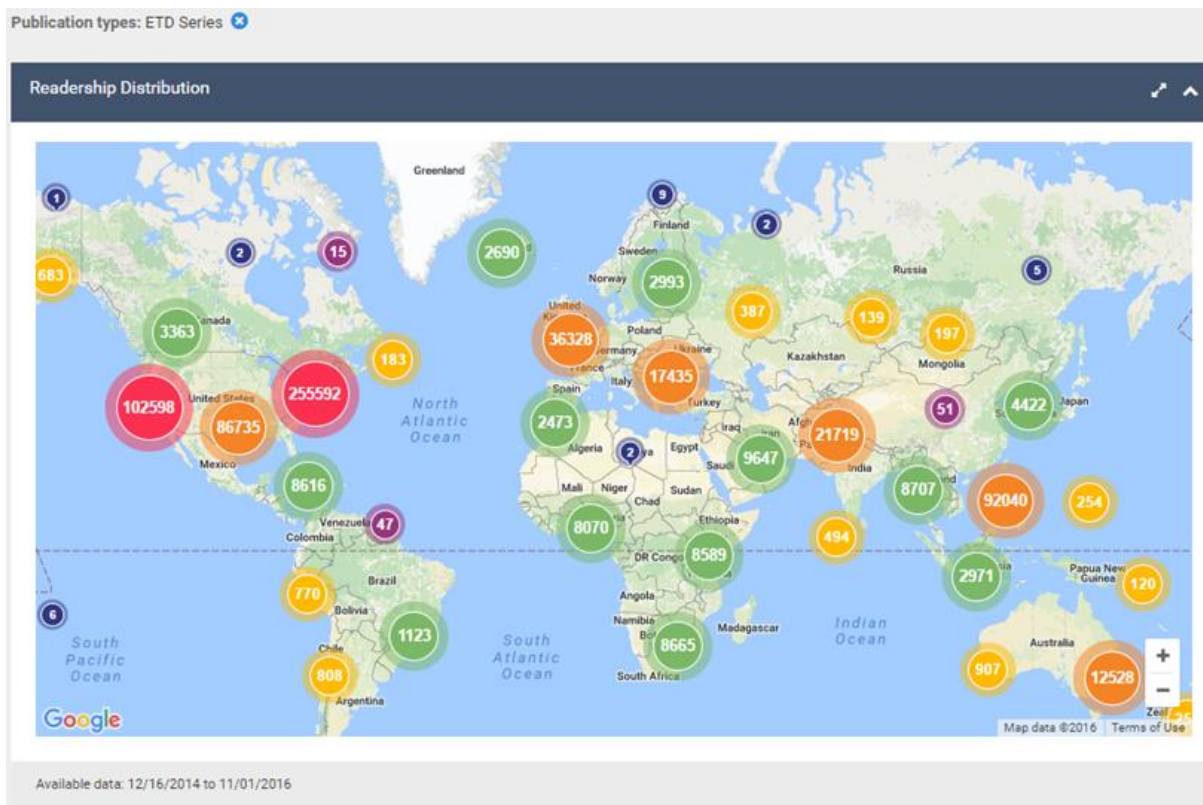 Publication types: ETD Series
Readership Distribution
Greenland
1
9
2
2
15
2690
Finland
Sweden
5
683
2993
Russia
Norway
3363
387
139
197
United
36328
Poland
183
Ukraine
Kazakhstan
Mongolia
17435
102598
United States
255592
Spain
Italy
Turkey
51
4422
Japan
86735
North
Atlantic
Ocean
2473
Iraq
Iran
21719
Algeria
2
Egypt
9647
Mexico
India
8616
Mali
Niger
Chad
Sudan
8707
92040
254
Venezuela
47
8070
Ethiopia
Colombia
494
8589
DR Congo
2971
Papua New
Guinea
120
770
Brazil
Angola
6
Bolivia
1123
Namibia
Madagascar
Indian
Ocean
South
Pacific
Ocean
South
Atlantic
Ocean
8665
Australia
Chile
808
South Africa
907
12528
+
−
Argentina
Google
Map data ©2016
Terms of Use
Available data: 12/16/2014 to 11/01/2016